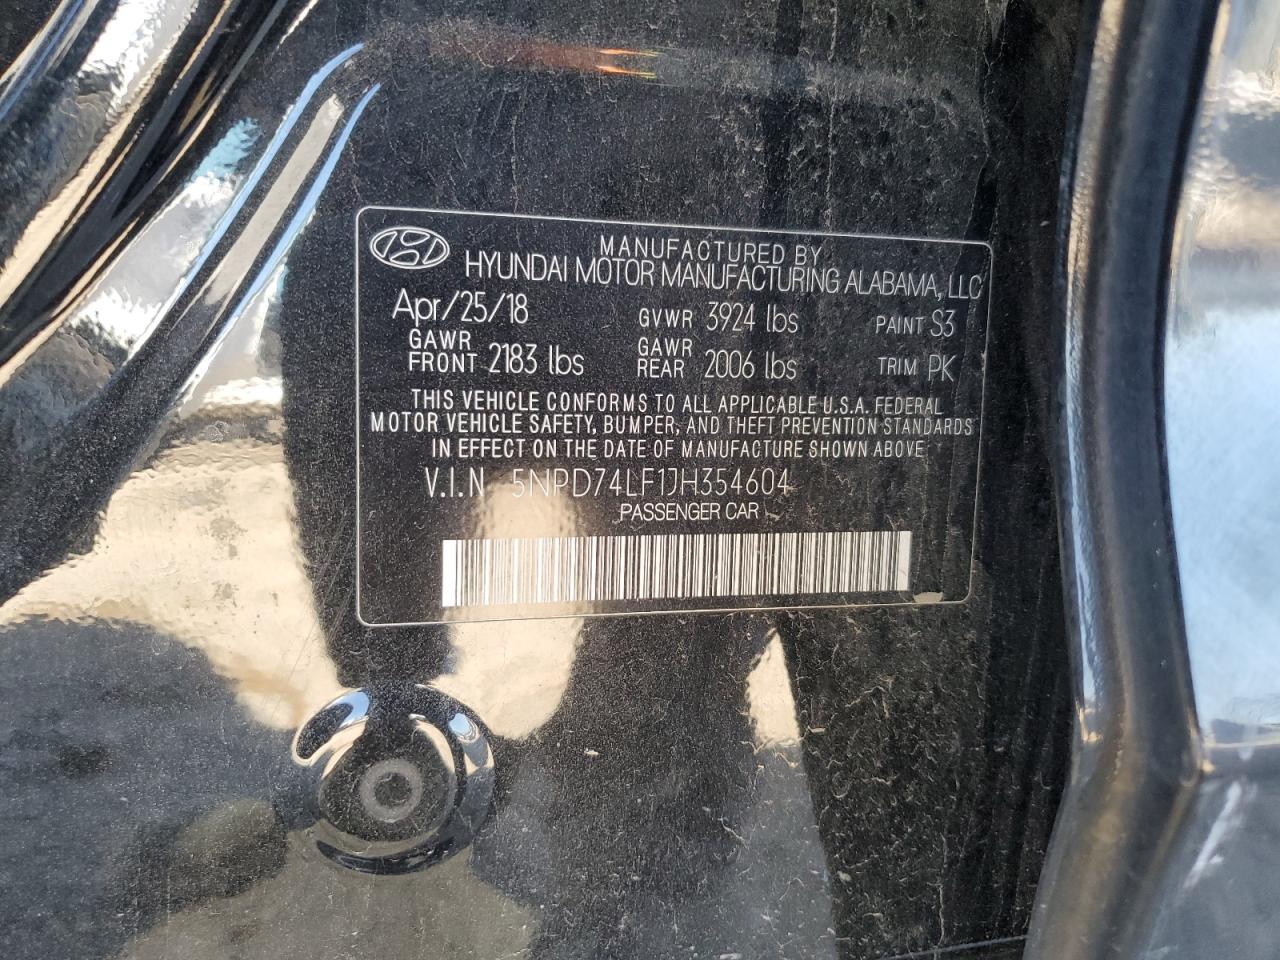 MANUFACTURED BY
HYUNDAI MOTOR MANUFACTURING ALABAMA, LLC
Apr/25/18 GVWR 3924 lbs PAINT S3
GAWR FRONT 2183 lbs GAWR REAR 2006 lbs TRIM PK
THIS VEHICLE CONFORMS TO ALL APPLICABLE U.S.A. FEDERAL
MOTOR VEHICLE SAFETY, BUMPER, AND THEFT PREVENTION STANDARDS
IN EFFECT ON THE DATE OF MANUFACTURE SHOWN ABOVE
V.I.N 5NPD74LF1JH354604
PASSENGER CAR